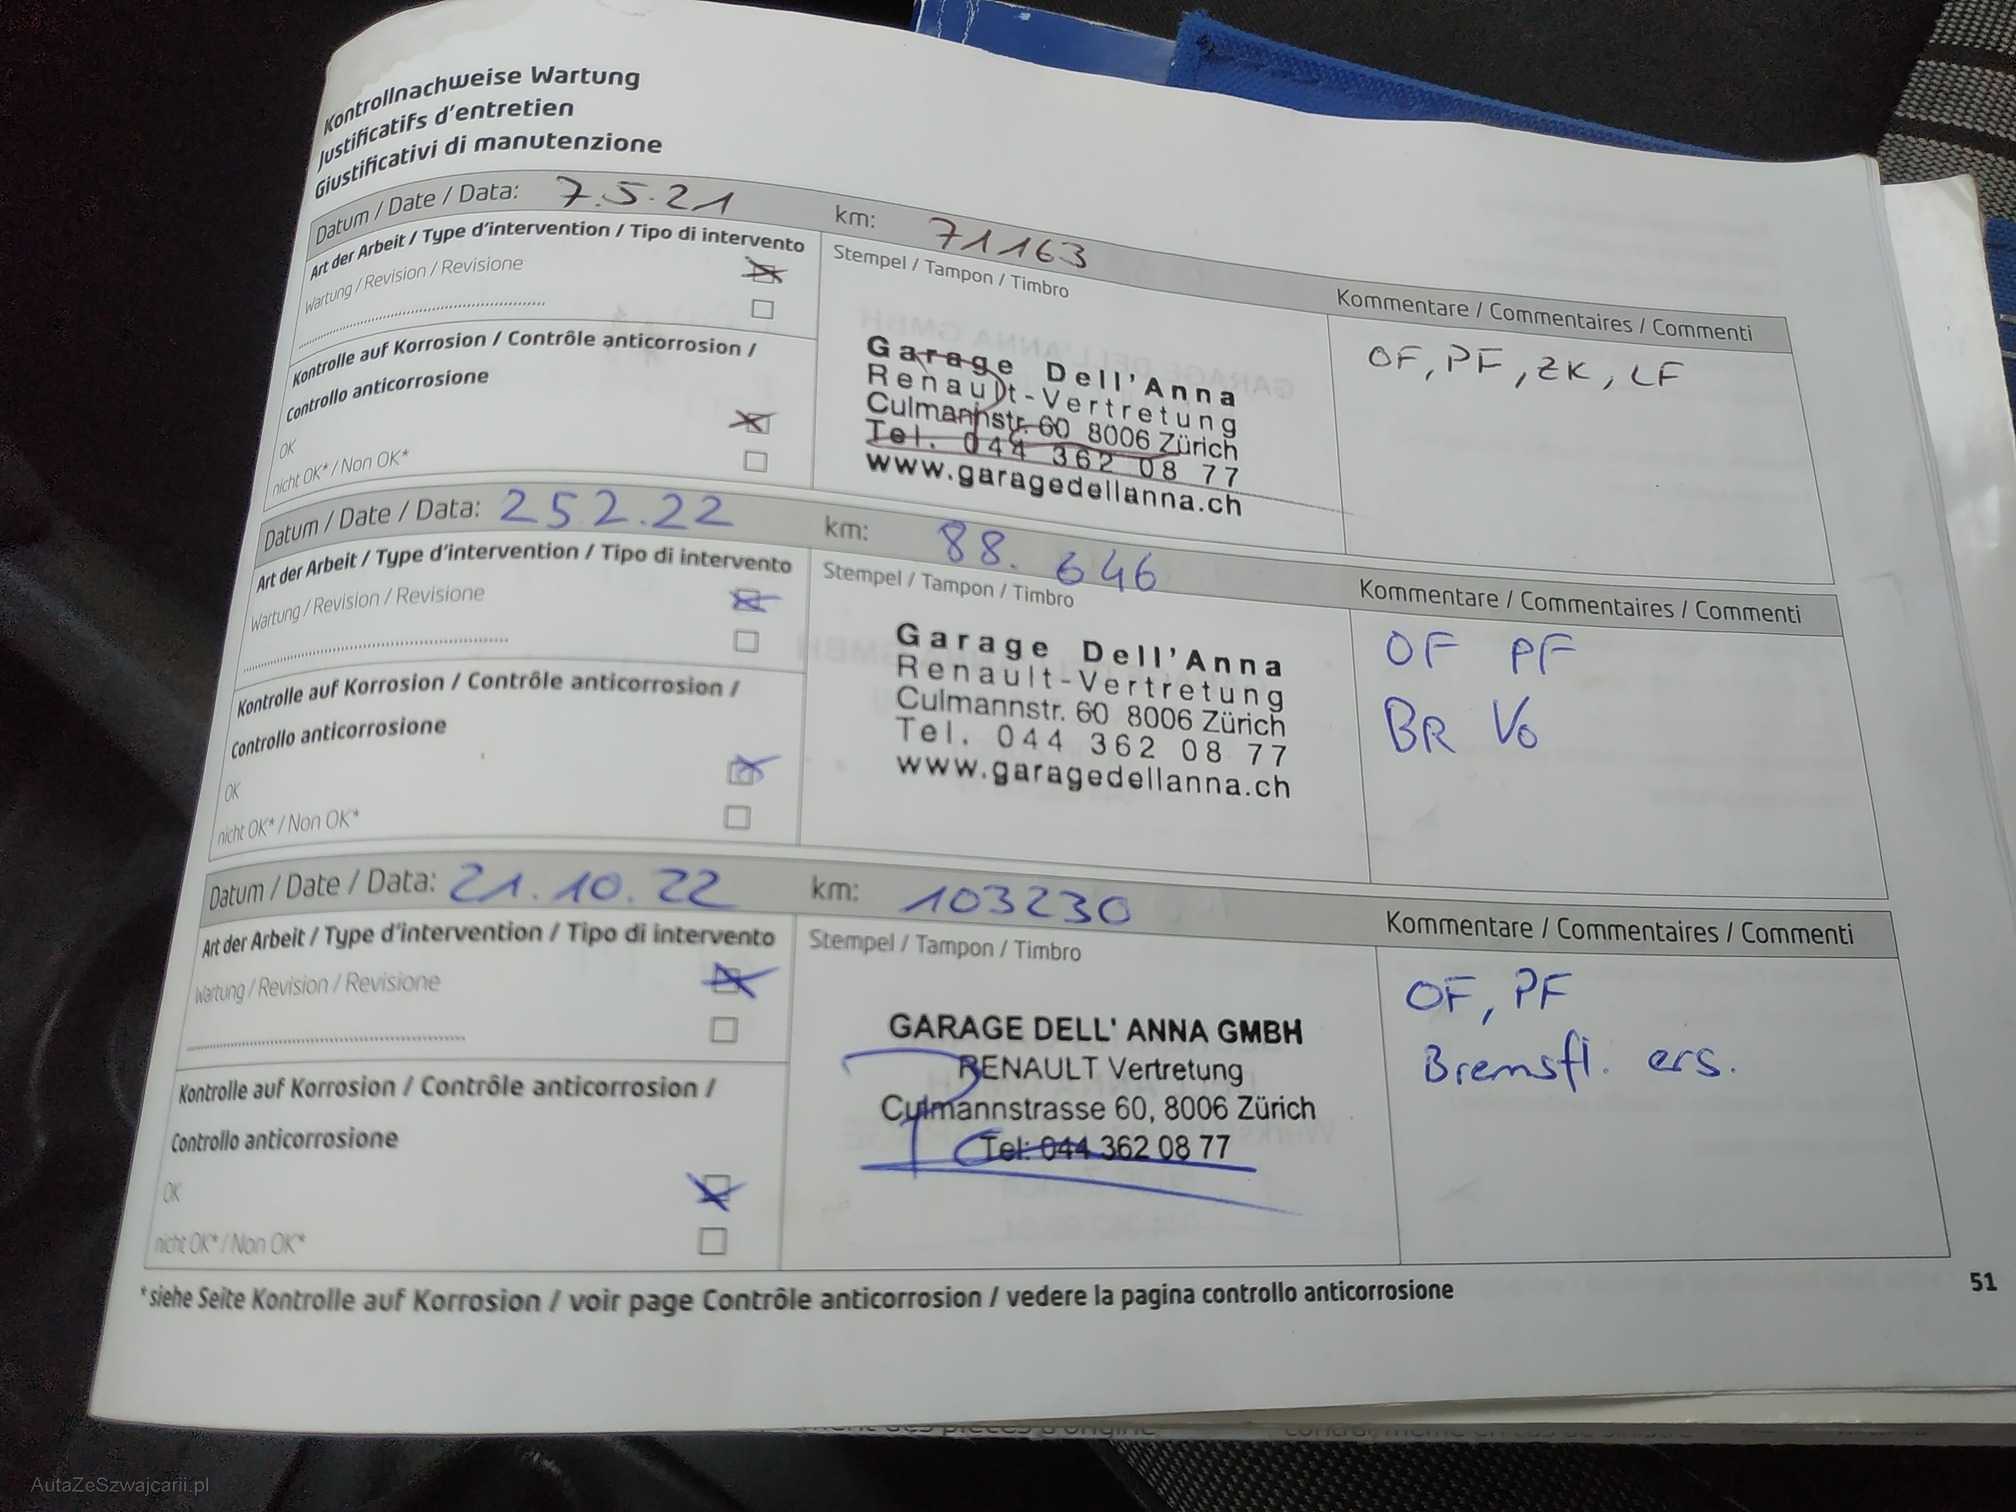 Kontrollnachweise Wartung
Justificatifs d'entretien
Giustificativi di manutenzione
Datum / Date / Data: 7.5.21 km: 71163
Art der Arbeit / Type d'intervention / Tipo di intervento
Stempel / Tampon / Timbro
Kommentare / Commentaires / Commenti
Wartung / Revision / Revisione
Kontrolle auf Korrosion / Contrôle anticorrosion /
Controllo anticorrosione
OK
nicht OK* / Non OK*
Garage Dell'Anna
Renault-Vertretung
Culmannstr. 60 8006 Zürich
Tel. 044 362 08 77
www.garagedellanna.ch
OF, PF, ZK, LF
Datum / Date / Data: 25 2.22 km: 88.646
Art der Arbeit / Type d'intervention / Tipo di intervento
Stempel / Tampon / Timbro
Kommentare / Commentaires / Commenti
Wartung / Revision / Revisione
Kontrolle auf Korrosion / Contrôle anticorrosion /
Controllo anticorrosione
OK
nicht OK* / Non OK*
Garage Dell'Anna
Renault-Vertretung
Culmannstr. 60 8006 Zürich
Tel. 044 362 08 77
www.garagedellanna.ch
OF PF
BR Vo
Datum / Date / Data: 21.10.22 km: 103230
Art der Arbeit / Type d'intervention / Tipo di intervento
Stempel / Tampon / Timbro
Kommentare / Commentaires / Commenti
Wartung / Revision / Revisione
Kontrolle auf Korrosion / Contrôle anticorrosion /
Controllo anticorrosione
OK
nicht OK* / Non OK*
GARAGE DELL' ANNA GMBH
RENAULT Vertretung
Culmannstrasse 60, 8006 Zürich
Tel: 044 362 08 77
OF, PF
Bremsfl. ers.
*siehe Seite Kontrolle auf Korrosion / voir page Contrôle anticorrosion / vedere la pagina controllo anticorrosione
51
AutaZeSzwajcarii.pl